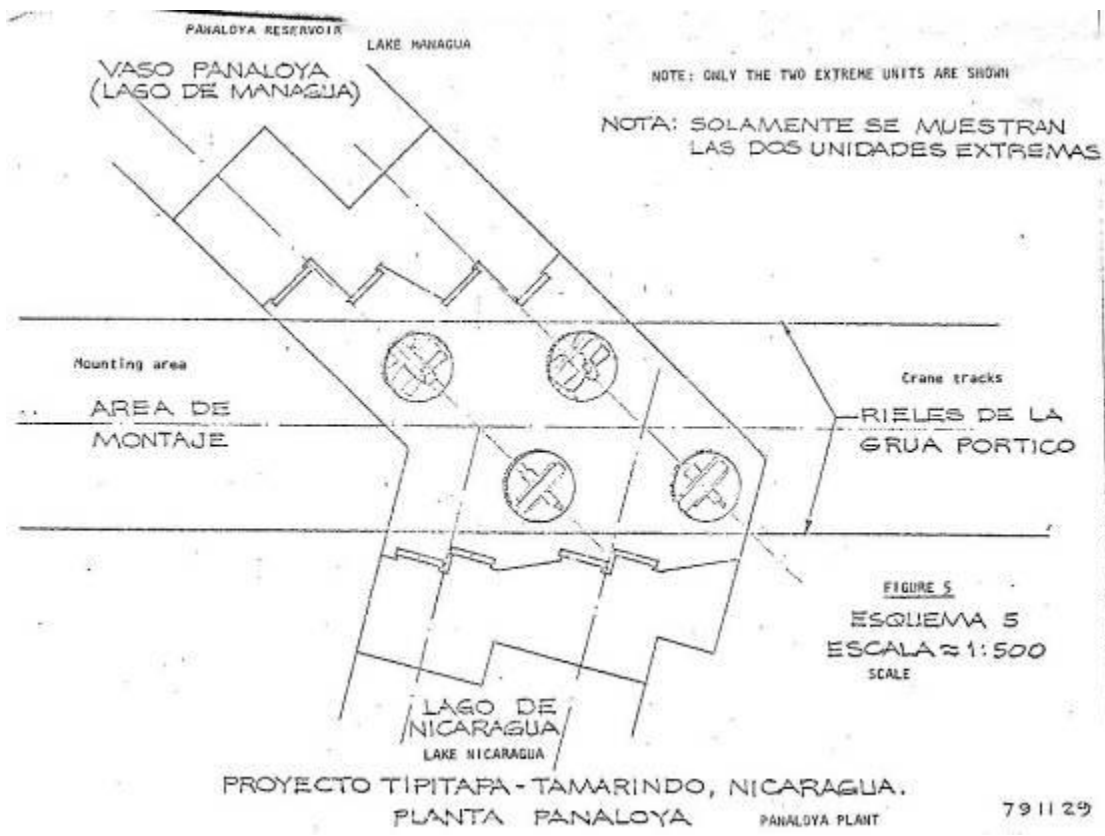 PANALOYA RESERVOIR
LAKE MANAGUA
VASO PANALOYA
(LAGO DE MANAGUA)
NOTE: ONLY THE TWO EXTREME UNITS ARE SHOWN
NOTA: SOLAMENTE SE MUESTRAN
LAS DOS UNIDADES EXTREMAS
Mounting area
AREA DE
MONTAJE
Crane tracks
RIELES DE LA
GRUA PORTICO
FIGURE 5
ESQUEMA 5
ESCALA ≈ 1:500
SCALE
LAGO DE
NICARAGUA
LAKE NICARAGUA
PROYECTO TIPITAPA - TAMARINDO, NICARAGUA.
PLANTA PANALOYA
PANALOYA PLANT
791129